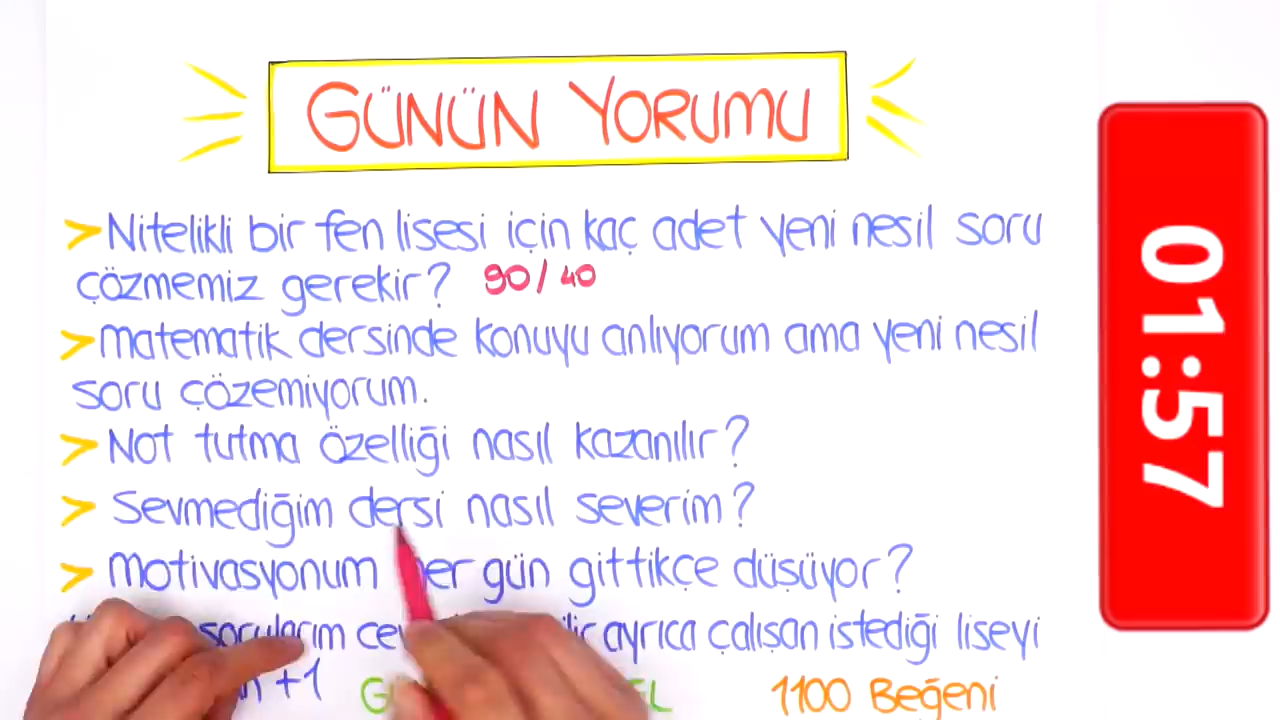 GÜNÜN YORUMU
> Nitelikli bir fen lisesi için kaç adet yeni nesil soru
çözmemiz gerekir? 90/40
> Matematik dersinde konuyu anlıyorum ama yeni nesil
soru çözemiyorum.
> Not tutma özelliği nasıl kazanılır?
> Sevmediğim dersi nasıl severim?
> Motivasyonum her gün gittikçe düşüyor?
sorularım ayrıca çalışan istediği liseyi
+1 1100 Beğeni
01:57